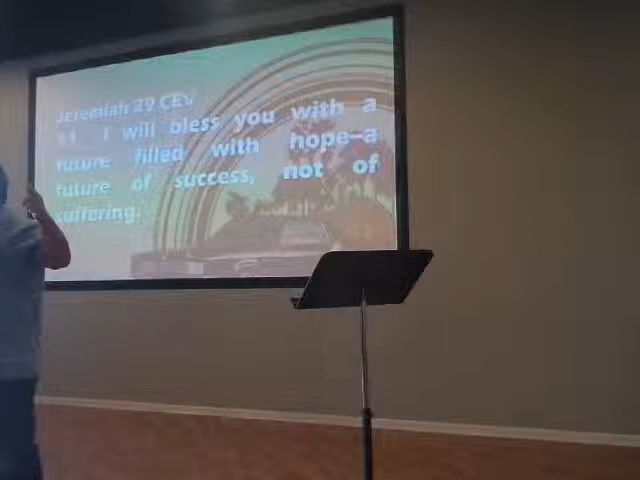 Jeremiah 29 CEV
11 I will bless you with a
future filled with hope—a
future of success, not of
suffering.